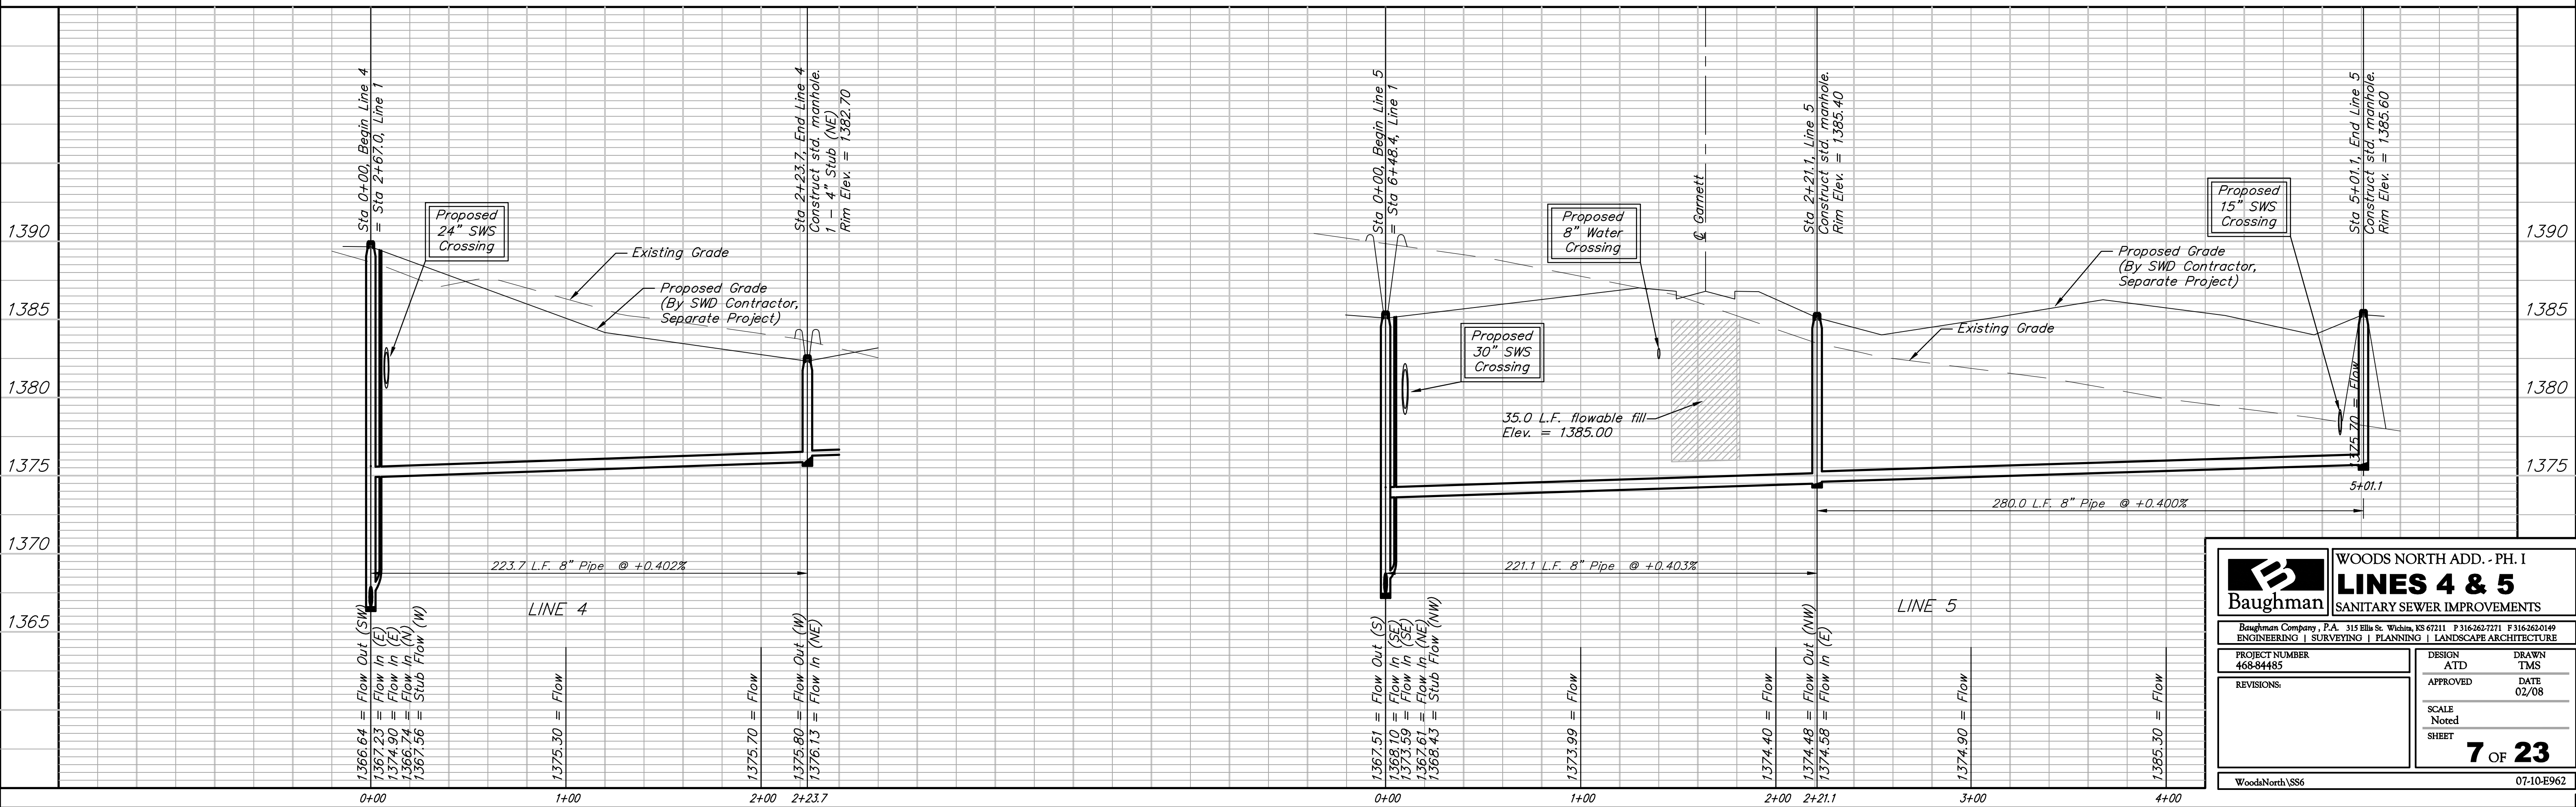 Sta 0+00, Begin Line 4
= Sta 2+67.0, Line 1
Sta 2+23.7, End Line 4
Construct std. manhole.
1 - 4" Stub (NE)
Rim Elev. = 1382.70
Sta 0+00, Begin Line 5
= Sta 6+48.4, Line 1
℄ Garnett
Sta 2+21.1, Line 5
Construct std. manhole.
Rim Elev. = 1385.40
Sta 5+01.1, End Line 5
Construct std. manhole.
Rim Elev. = 1385.60
1390
1385
1380
1375
1370
1365
Proposed
24" SWS
Crossing
Existing Grade
Proposed Grade
(By SWD Contractor,
Separate Project)
Proposed
8" Water
Crossing
Proposed
30" SWS
Crossing
35.0 L.F. flowable fill
Elev. = 1385.00
Proposed
15" SWS
Crossing
Proposed Grade
(By SWD Contractor,
Separate Project)
Existing Grade
1375.70 = Flow
5+01.1
1390
1385
1380
1375
223.7 L.F. 8" Pipe @ +0.402%
221.1 L.F. 8" Pipe @ +0.403%
280.0 L.F. 8" Pipe @ +0.400%
LINE 4
LINE 5
1366.64 = Flow Out (SW)
1367.23 = Flow In (E)
1374.90 = Flow In (E)
1366.74 = Flow In (N)
1367.56 = Stub Flow (W)
1375.30 = Flow
1375.70 = Flow
1375.80 = Flow Out (W)
1376.13 = Flow In (NE)
1367.51 = Flow Out (S)
1368.10 = Flow In (SE)
1373.59 = Flow In (SE)
1367.61 = Flow In (NE)
1368.43 = Stub Flow (NW)
1373.99 = Flow
1374.40 = Flow
1374.48 = Flow Out (NW)
1374.58 = Flow In (E)
1374.90 = Flow
1385.30 = Flow
0+00
1+00
2+00
2+23.7
0+00
1+00
2+00
2+21.1
3+00
4+00
B
Baughman
WOODS NORTH ADD. - PH. I
LINES 4 & 5
SANITARY SEWER IMPROVEMENTS
Baughman Company, P.A. 315 Ellis St. Wichita, KS 67211 P 316-262-7271 F 316-262-0149
ENGINEERING | SURVEYING | PLANNING | LANDSCAPE ARCHITECTURE
PROJECT NUMBER
468-84485
DESIGN
ATD
DRAWN
TMS
REVISIONS:
APPROVED
DATE
02/08
SCALE
Noted
SHEET
7 OF 23
WoodsNorth\SS6
07-10-E962